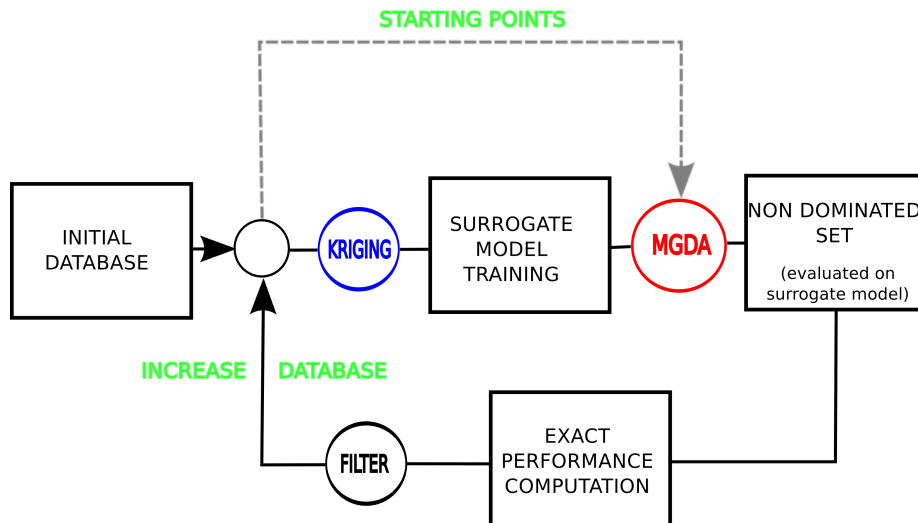 STARTING POINTS
INITIAL
DATABASE
KRIGING
SURROGATE
MODEL
TRAINING
MGDA
NON DOMINATED
SET
(evaluated on
surrogate model)
INCREASE DATABASE
FILTER
EXACT
PERFORMANCE
COMPUTATION